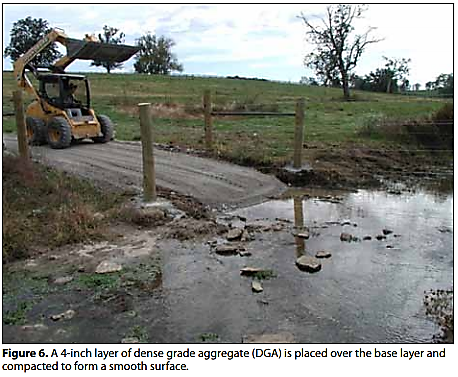 Figure 6. A 4-inch layer of dense grade aggregate (DGA) is placed over the base layer and
compacted to form a smooth surface.